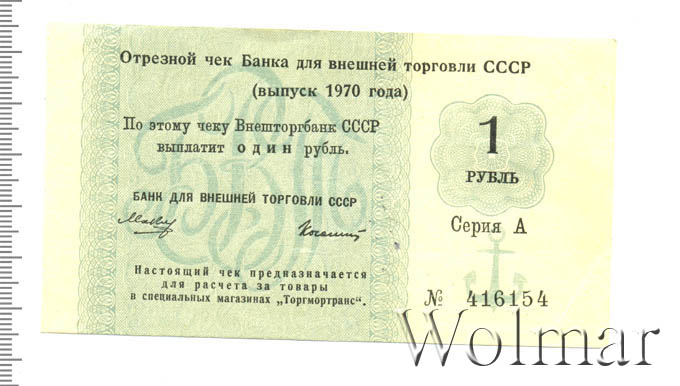 Отрезной чек Банка для внешней торговли СССР
(выпуск 1970 года)
По этому чеку Внешторгбанк СССР
выплатит один рубль.
1
РУБЛЬ
БАНК ДЛЯ ВНЕШНЕЙ ТОРГОВЛИ СССР
Серия А
Настоящий чек предназначается
для расчета за товары
в специальных магазинах „Торгмортранс“.
№ 416154
Wolmar